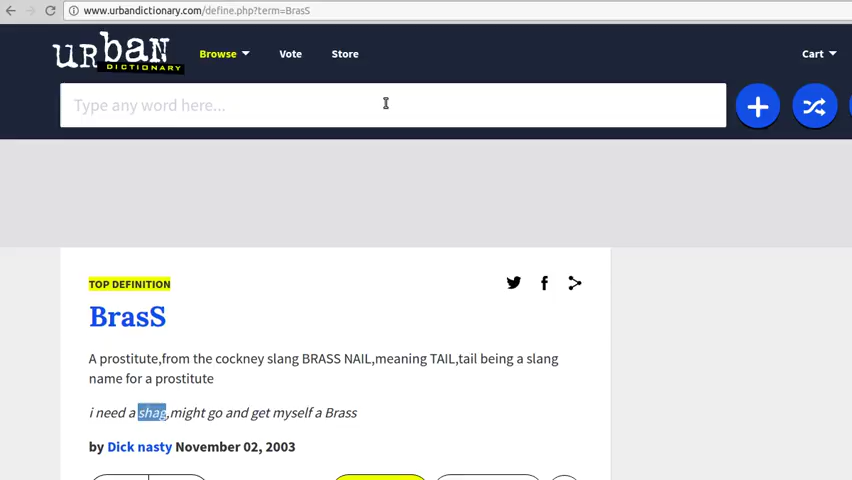 www.urbandictionary.com/define.php?term=BrasS
urban
DICTIONARY
Browse
Vote
Store
Cart
Type any word here...
TOP DEFINITION
BrasS
A prostitute,from the cockney slang BRASS NAIL,meaning TAIL,tail being a slang
name for a prostitute
i need a shag,might go and get myself a Brass
by Dick nasty November 02, 2003